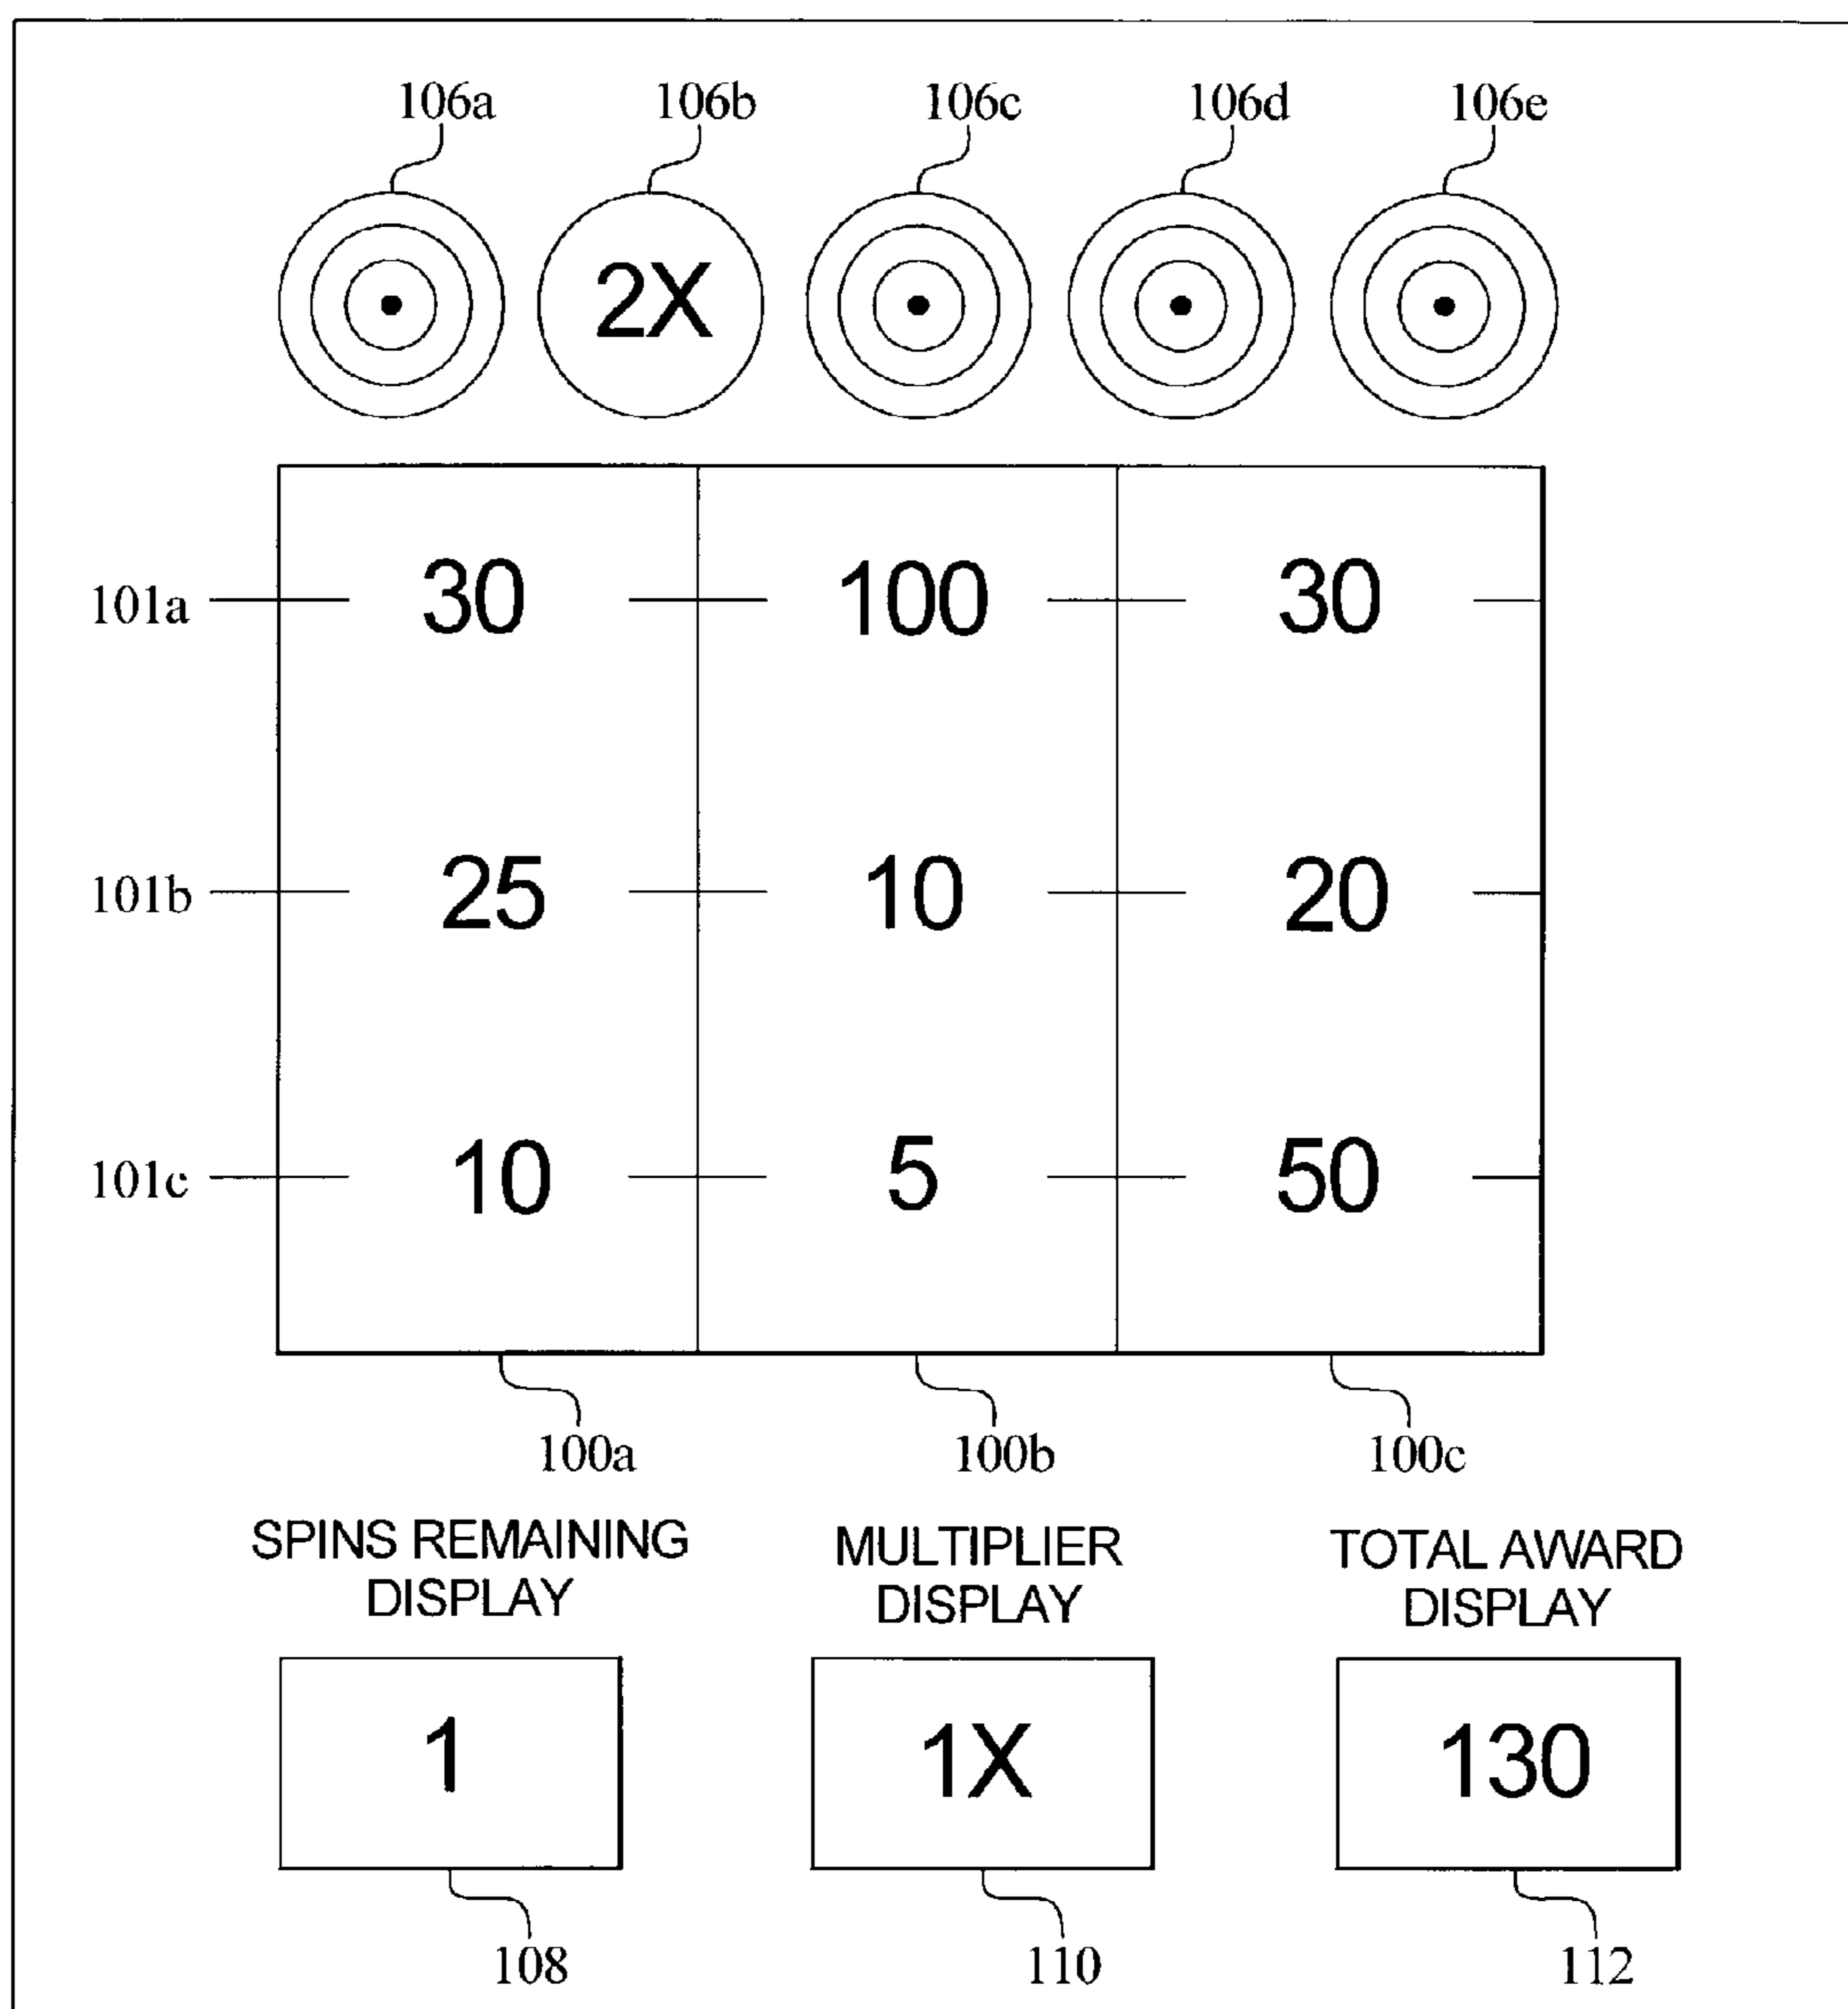 106a 106b 106c 106d 106e
2X
101a 30 100 30
101b 25 10 20
101c 10 5 50
100a 100b 100c
SPINS REMAINING DISPLAY
MULTIPLIER DISPLAY
TOTAL AWARD DISPLAY
1 1X 130
108 110 112